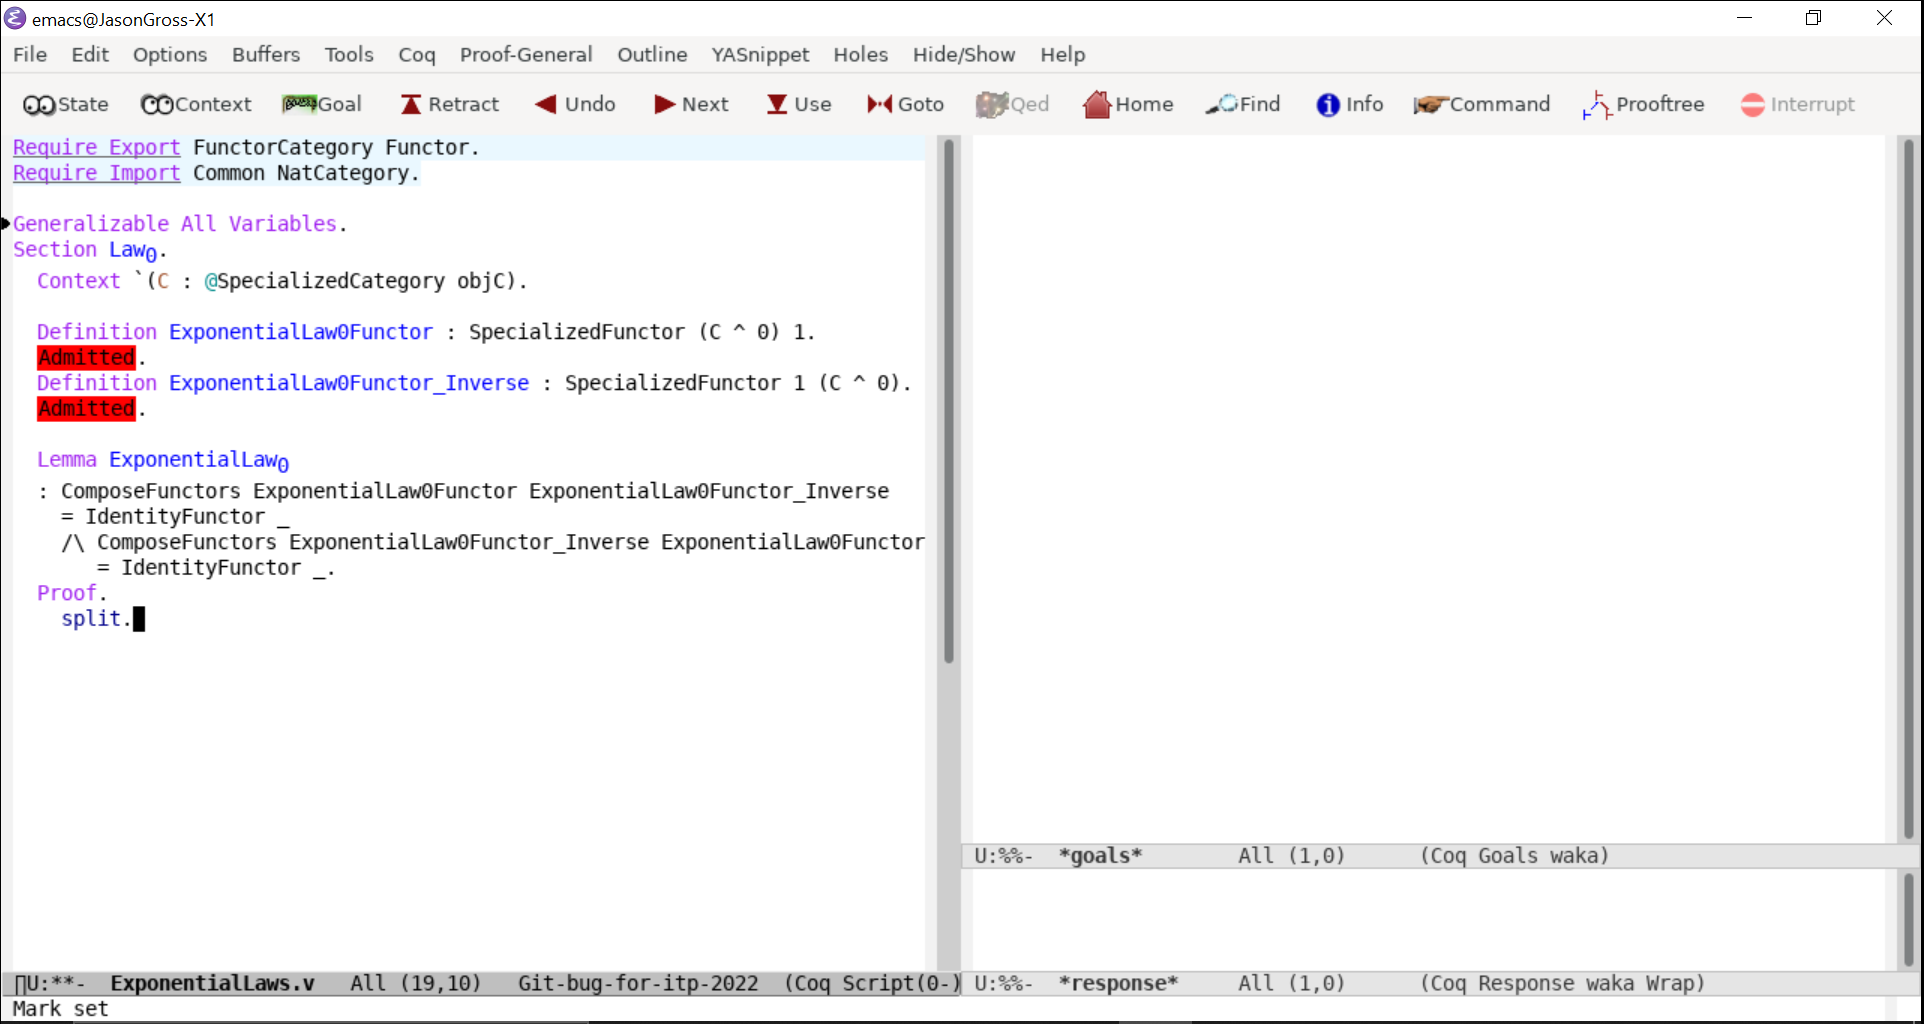 emacs@JasonGross-X1
File Edit Options Buffers Tools Coq Proof-General Outline YASnippet Holes Hide/Show Help
State Context Goal Retract Undo Next Use Goto Qed Home Find Info Command Prooftree Interrupt
Require Export FunctorCategory Functor.
Require Import Common NatCategory.
Generalizable All Variables.
Section Law₀.
Context `(C : @SpecializedCategory objC).
Definition ExponentialLaw0Functor : SpecializedFunctor (C ^ 0) 1.
Admitted.
Definition ExponentialLaw0Functor_Inverse : SpecializedFunctor 1 (C ^ 0).
Admitted.
Lemma ExponentialLaw₀
: ComposeFunctors ExponentialLaw0Functor ExponentialLaw0Functor_Inverse
= IdentityFunctor _
/\ ComposeFunctors ExponentialLaw0Functor_Inverse ExponentialLaw0Functor
= IdentityFunctor _.
Proof.
split.
U:%%- *goals* All (1,0) (Coq Goals waka)
U:**- ExponentialLaws.v All (19,10) Git-bug-for-itp-2022 (Coq Script(0-)
U:%%- *response* All (1,0) (Coq Response waka Wrap)
Mark set